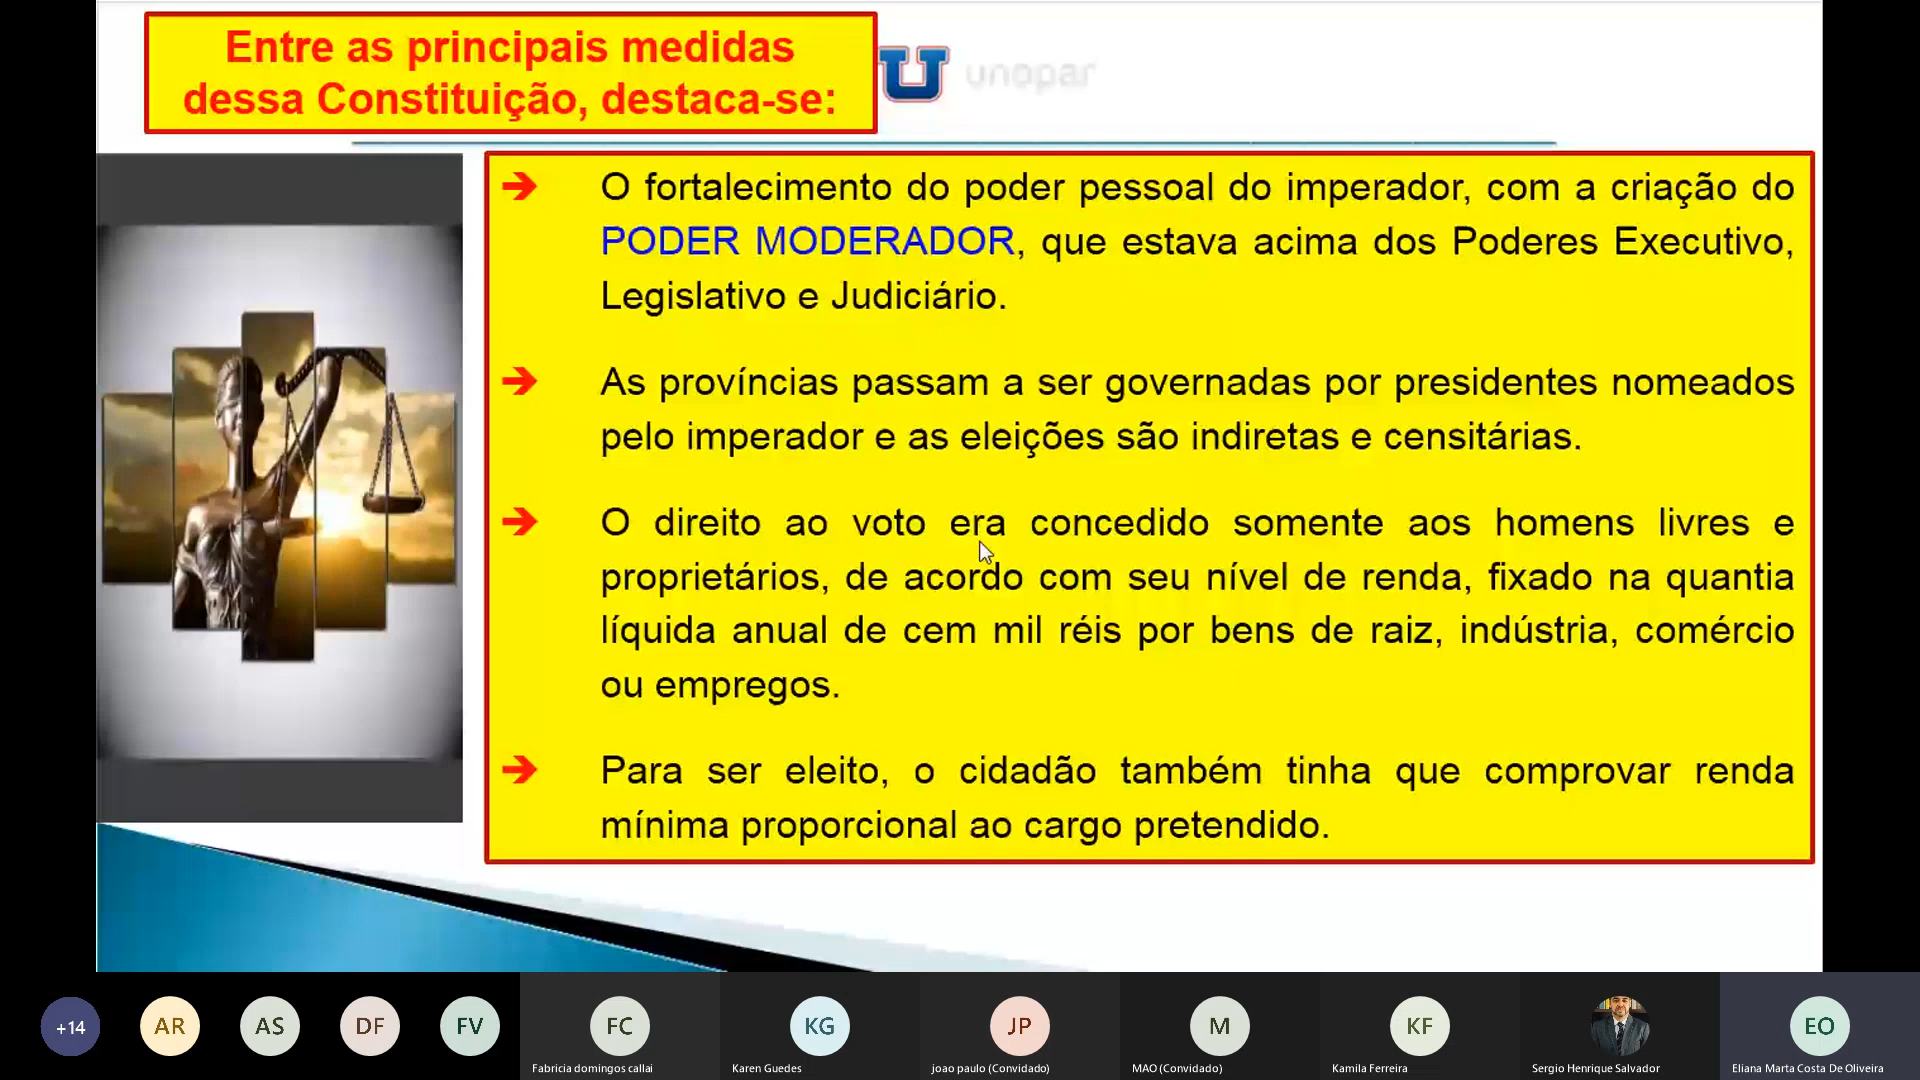 Entre as principais medidas
dessa Constituição, destaca-se:
unopar
O fortalecimento do poder pessoal do imperador, com a criação do
PODER MODERADOR, que estava acima dos Poderes Executivo,
Legislativo e Judiciário.
As províncias passam a ser governadas por presidentes nomeados
pelo imperador e as eleições são indiretas e censitárias.
O direito ao voto era concedido somente aos homens livres e
proprietários, de acordo com seu nível de renda, fixado na quantia
líquida anual de cem mil réis por bens de raiz, indústria, comércio
ou empregos.
Para ser eleito, o cidadão também tinha que comprovar renda
mínima proporcional ao cargo pretendido.
+14
AR
AS
DF
FV
FC
KG
JP
M
KF
EO
Fabricia domingos callai
Karen Guedes
joao paulo (Convidado)
MAO (Convidado)
Kamila Ferreira
Sergio Henrique Salvador
Eliana Marta Costa De Oliveira